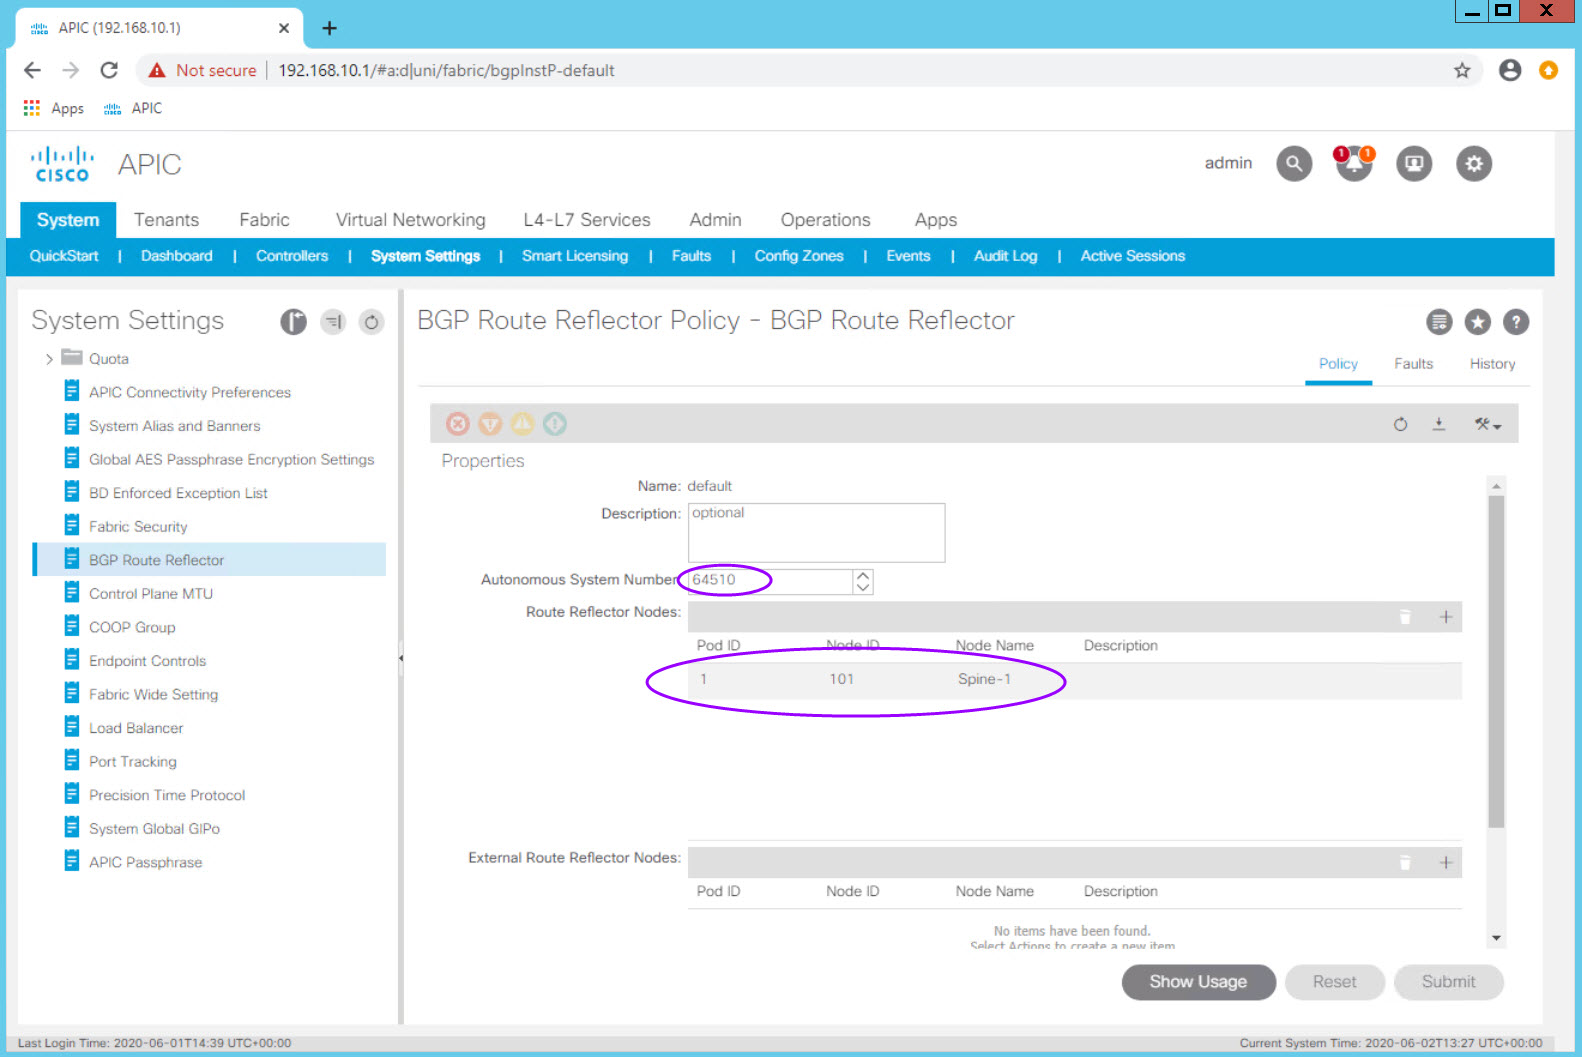 APIC (192.168.10.1)
Not secure 192.168.10.1/#a:d|uni/fabric/bgpInstP-default
Apps APIC
CISCO APIC admin 1 1
System Tenants Fabric Virtual Networking L4-L7 Services Admin Operations Apps
QuickStart | Dashboard | Controllers | System Settings | Smart Licensing | Faults | Config Zones | Events | Audit Log | Active Sessions
System Settings
Quota
APIC Connectivity Preferences
System Alias and Banners
Global AES Passphrase Encryption Settings
BD Enforced Exception List
Fabric Security
BGP Route Reflector
Control Plane MTU
COOP Group
Endpoint Controls
Fabric Wide Setting
Load Balancer
Port Tracking
Precision Time Protocol
System Global GIPo
APIC Passphrase
BGP Route Reflector Policy - BGP Route Reflector
Policy Faults History
Properties
Name: default
Description: optional
Autonomous System Number 64510
Route Reflector Nodes:
Pod ID Node ID Node Name Description
1 101 Spine-1
External Route Reflector Nodes:
Pod ID Node ID Node Name Description
No items have been found.
Select Actions to create a new item
Show Usage Reset Submit
Last Login Time: 2020-06-01T14:39 UTC+00:00 Current System Time: 2020-06-02T13:27 UTC+00:00